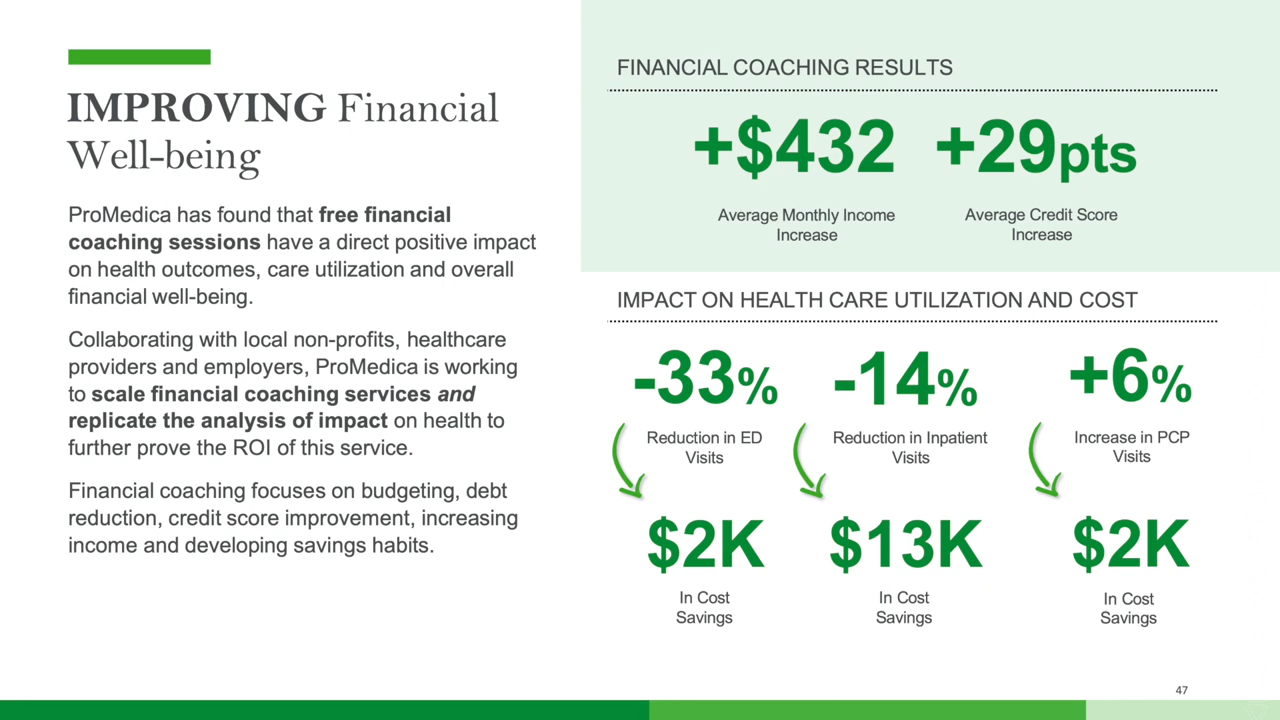 IMPROVING Financial
Well-being
ProMedica has found that free financial
coaching sessions have a direct positive impact
on health outcomes, care utilization and overall
financial well-being.
Collaborating with local non-profits, healthcare
providers and employers, ProMedica is working
to scale financial coaching services and
replicate the analysis of impact on health to
further prove the ROI of this service.
Financial coaching focuses on budgeting, debt
reduction, credit score improvement, increasing
income and developing savings habits.
FINANCIAL COACHING RESULTS
+$432 +29pts
Average Monthly Income
Increase
Average Credit Score
Increase
IMPACT ON HEALTH CARE UTILIZATION AND COST
-33% -14% +6%
Reduction in ED
Visits
Reduction in Inpatient
Visits
Increase in PCP
Visits
$2K $13K $2K
In Cost
Savings
In Cost
Savings
In Cost
Savings
47